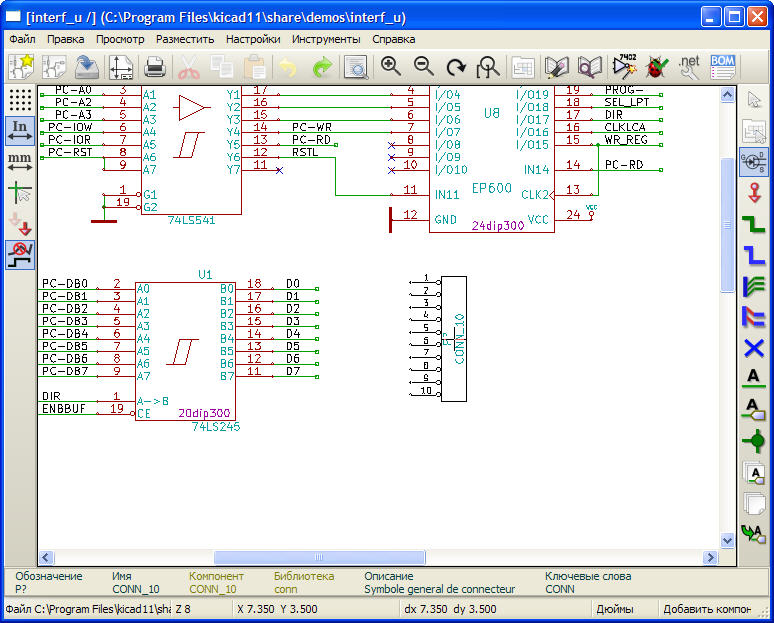 [interf_u /] (C:\Program Files\kicad11\share\demos\interf_u)
Файл Правка Просмотр Разместить Настройки Инструменты Справка
7402 .net BOM
In
mm
PC-A0 3 A1 Y1 17 4 I/O4 I/O19 19 PROG-
PC-A2 4 A2 Y2 16 5 I/O5 I/O18 18 SEL_LPT
PC-A3 5 A3 Y3 15 6 I/O6 I/O17 17 DIR
PC-IOW 6 A4 Y4 14 PC-WR 7 I/O7 I/O16 16 CLKLCA
PC-IOR 7 A5 Y5 13 PC-RD 8 I/O8 I/O15 15 WR_REG
PC-RST 8 A6 Y6 12 RSTL 9 I/O9
9 A7 Y7 11 10 I/O10 IN14 14 PC-RD
U8
1 G1 11 IN11 EP600 CLK2 13
19 G2
74LS541
12 GND 24dip300 VCC 24 VCC
U1
PC-DB0 2 A0 B0 18 D0
PC-DB1 3 A1 B1 17 D1
PC-DB2 4 A2 B2 16 D2
PC-DB3 5 A3 B3 15 D3
PC-DB4 6 A4 B4 14 D4
PC-DB5 7 A5 B5 13 D5
PC-DB6 8 A6 B6 12 D6
PC-DB7 9 A7 B7 11 D7
DIR 1 A->B
ENBBUF 19 CE 20dip300
74LS245
1
2
3
4
5
6
7
8
9
10
P?
CONN_10
Обозначение Имя Компонент Библиотека Описание Ключевые слова
P? CONN_10 CONN_10 conn Symbole general de connecteur CONN
Файл C:\Program Files\kicad11\sha Z 8 X 7.350 Y 3.500 dx 7.350 dy 3.500 Дюймы Добавить компон